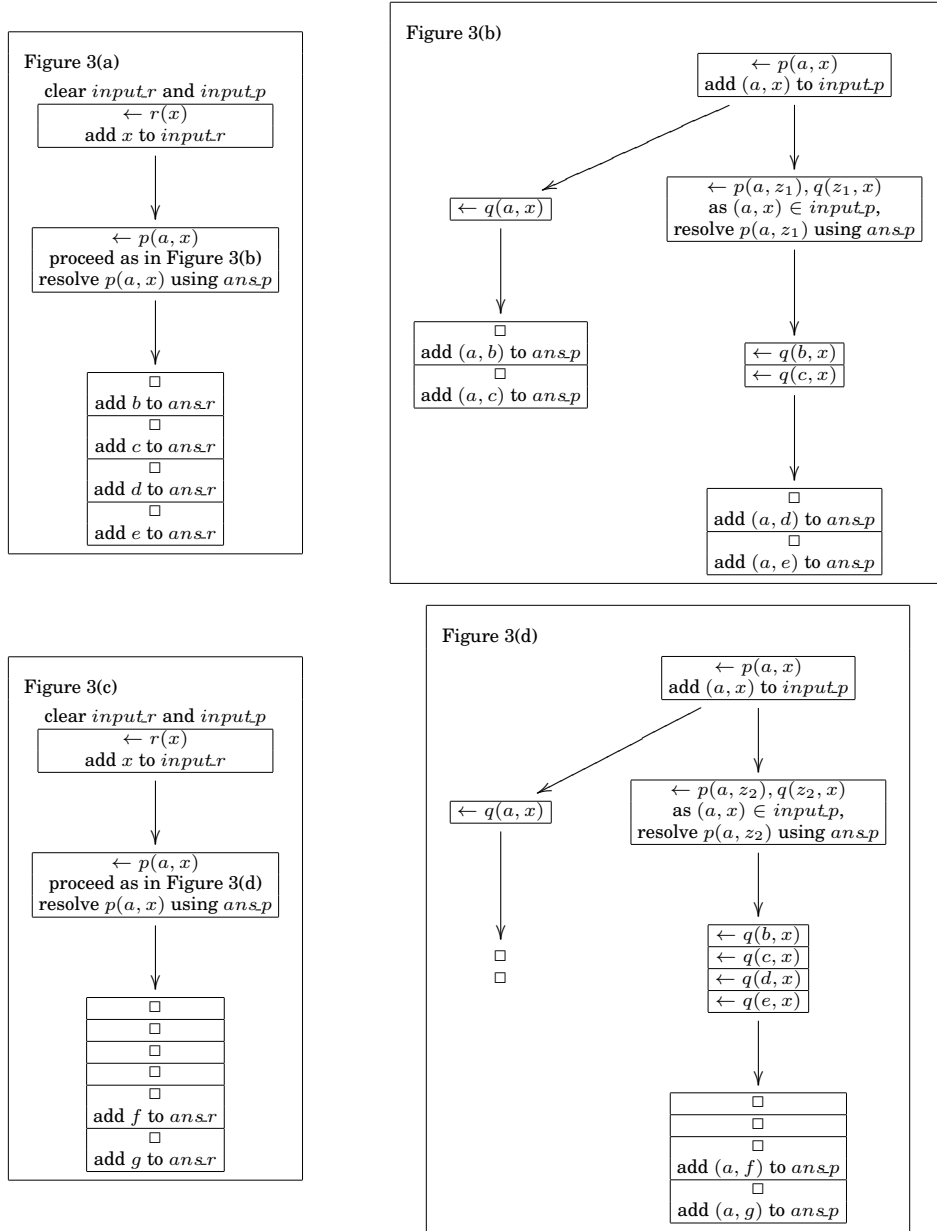 Figure 3(a)
clear input_r and input_p
← r(x)
add x to input_r
← p(a, x)
proceed as in Figure 3(b)
resolve p(a, x) using ans_p
□
add b to ans_r
□
add c to ans_r
□
add d to ans_r
□
add e to ans_r
Figure 3(b)
← p(a, x)
add (a, x) to input_p
← q(a, x)
□
add (a, b) to ans_p
□
add (a, c) to ans_p
← p(a, z₁), q(z₁, x)
as (a, x) ∈ input_p,
resolve p(a, z₁) using ans_p
← q(b, x)
← q(c, x)
□
add (a, d) to ans_p
□
add (a, e) to ans_p
Figure 3(c)
clear input_r and input_p
← r(x)
add x to input_r
← p(a, x)
proceed as in Figure 3(d)
resolve p(a, x) using ans_p
□
□
□
□
□
add f to ans_r
□
add g to ans_r
Figure 3(d)
← p(a, x)
add (a, x) to input_p
← q(a, x)
□
□
← p(a, z₂), q(z₂, x)
as (a, x) ∈ input_p,
resolve p(a, z₂) using ans_p
← q(b, x)
← q(c, x)
← q(d, x)
← q(e, x)
□
□
□
add (a, f) to ans_p
□
add (a, g) to ans_p